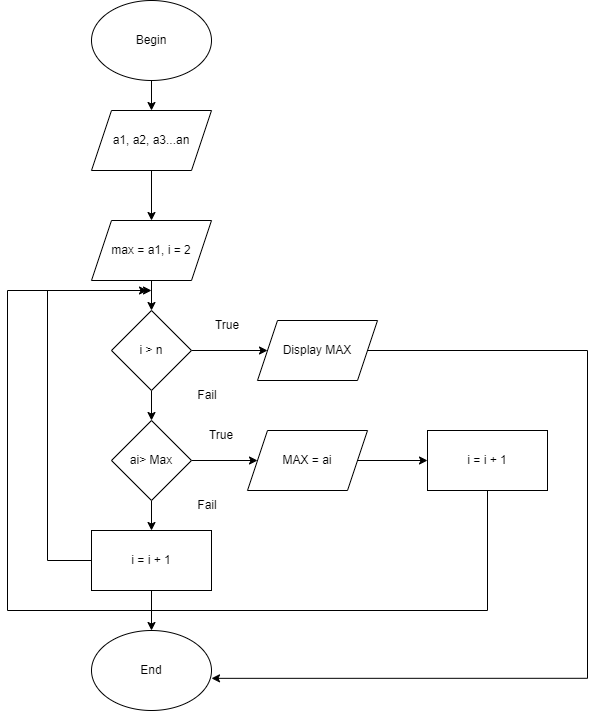 Begin
a1, a2, a3...an
max = a1, i = 2
True
i > n
Display MAX
Fail
True
ai> Max
MAX = ai
i = i + 1
Fail
i = i + 1
End